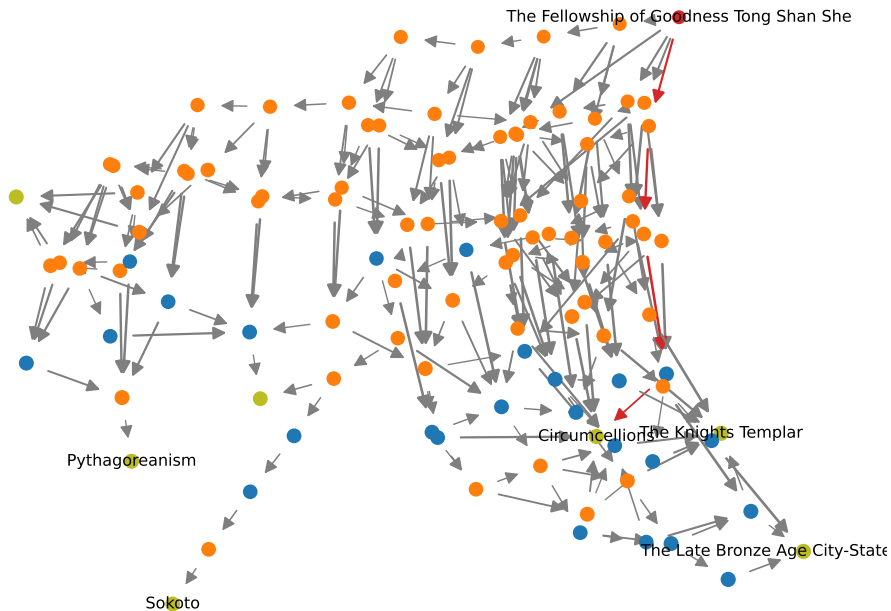 The Fellowship of Goodness Tong Shan She
Circumcellions
The Knights Templar
Pythagoreanism
The Late Bronze Age City-State
Sokoto